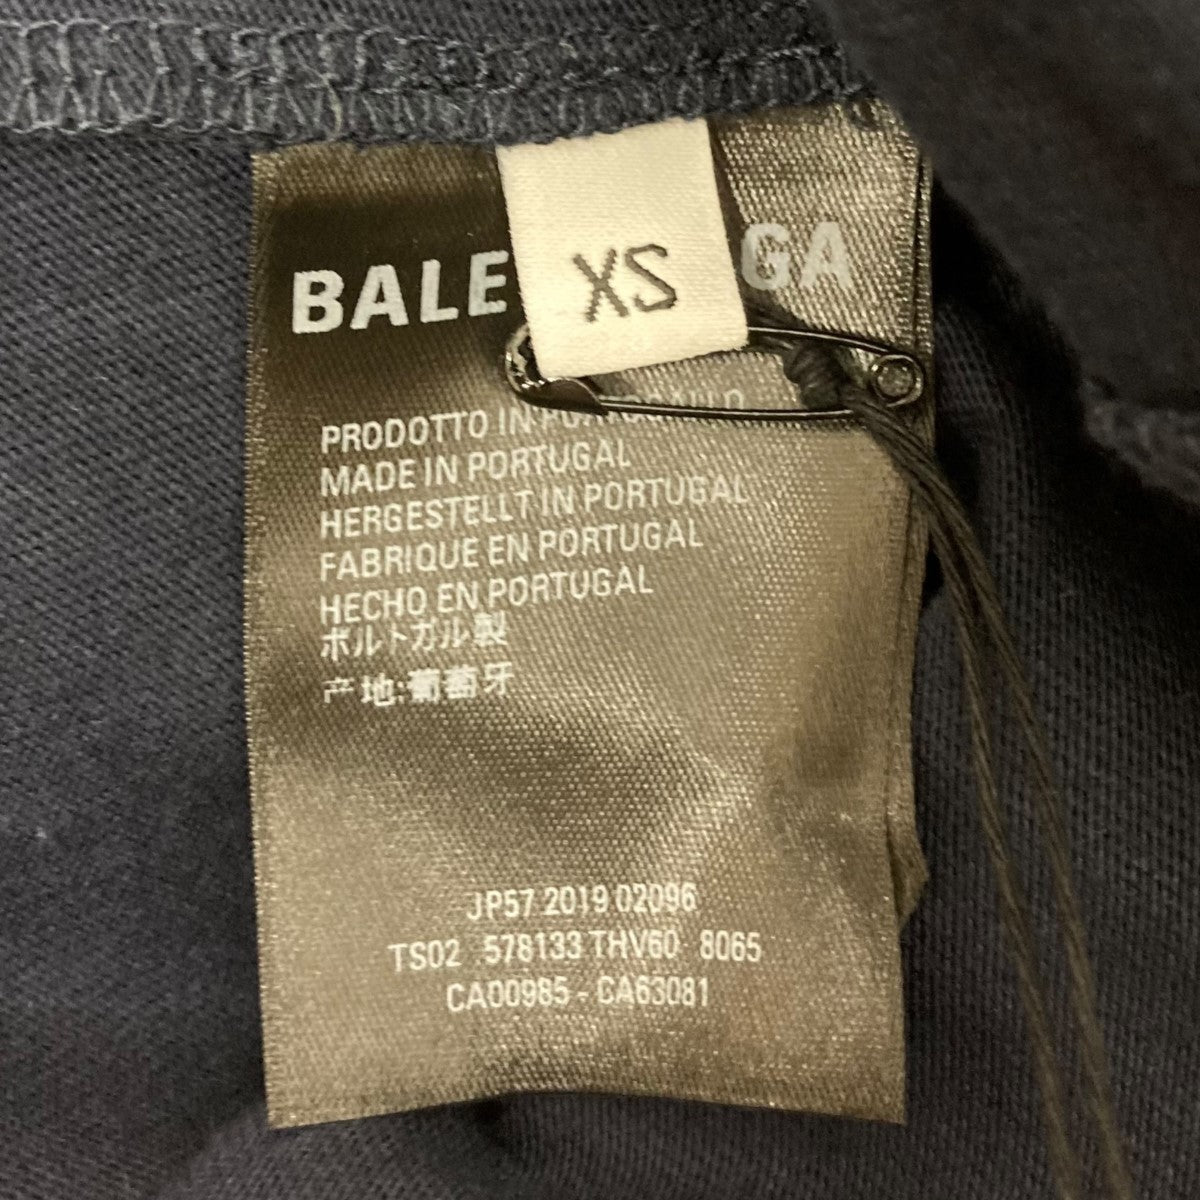 XS
BALE GA
PRODOTTO IN
MADE IN PORTUGAL
HERGESTELLT IN PORTUGAL
FABRIQUE EN PORTUGAL
HECHO EN PORTUGAL
ポルトガル製
产地:葡萄牙
JP57 2019 02096
TS02 578133 THV60 8065
CA00985 - CA63081